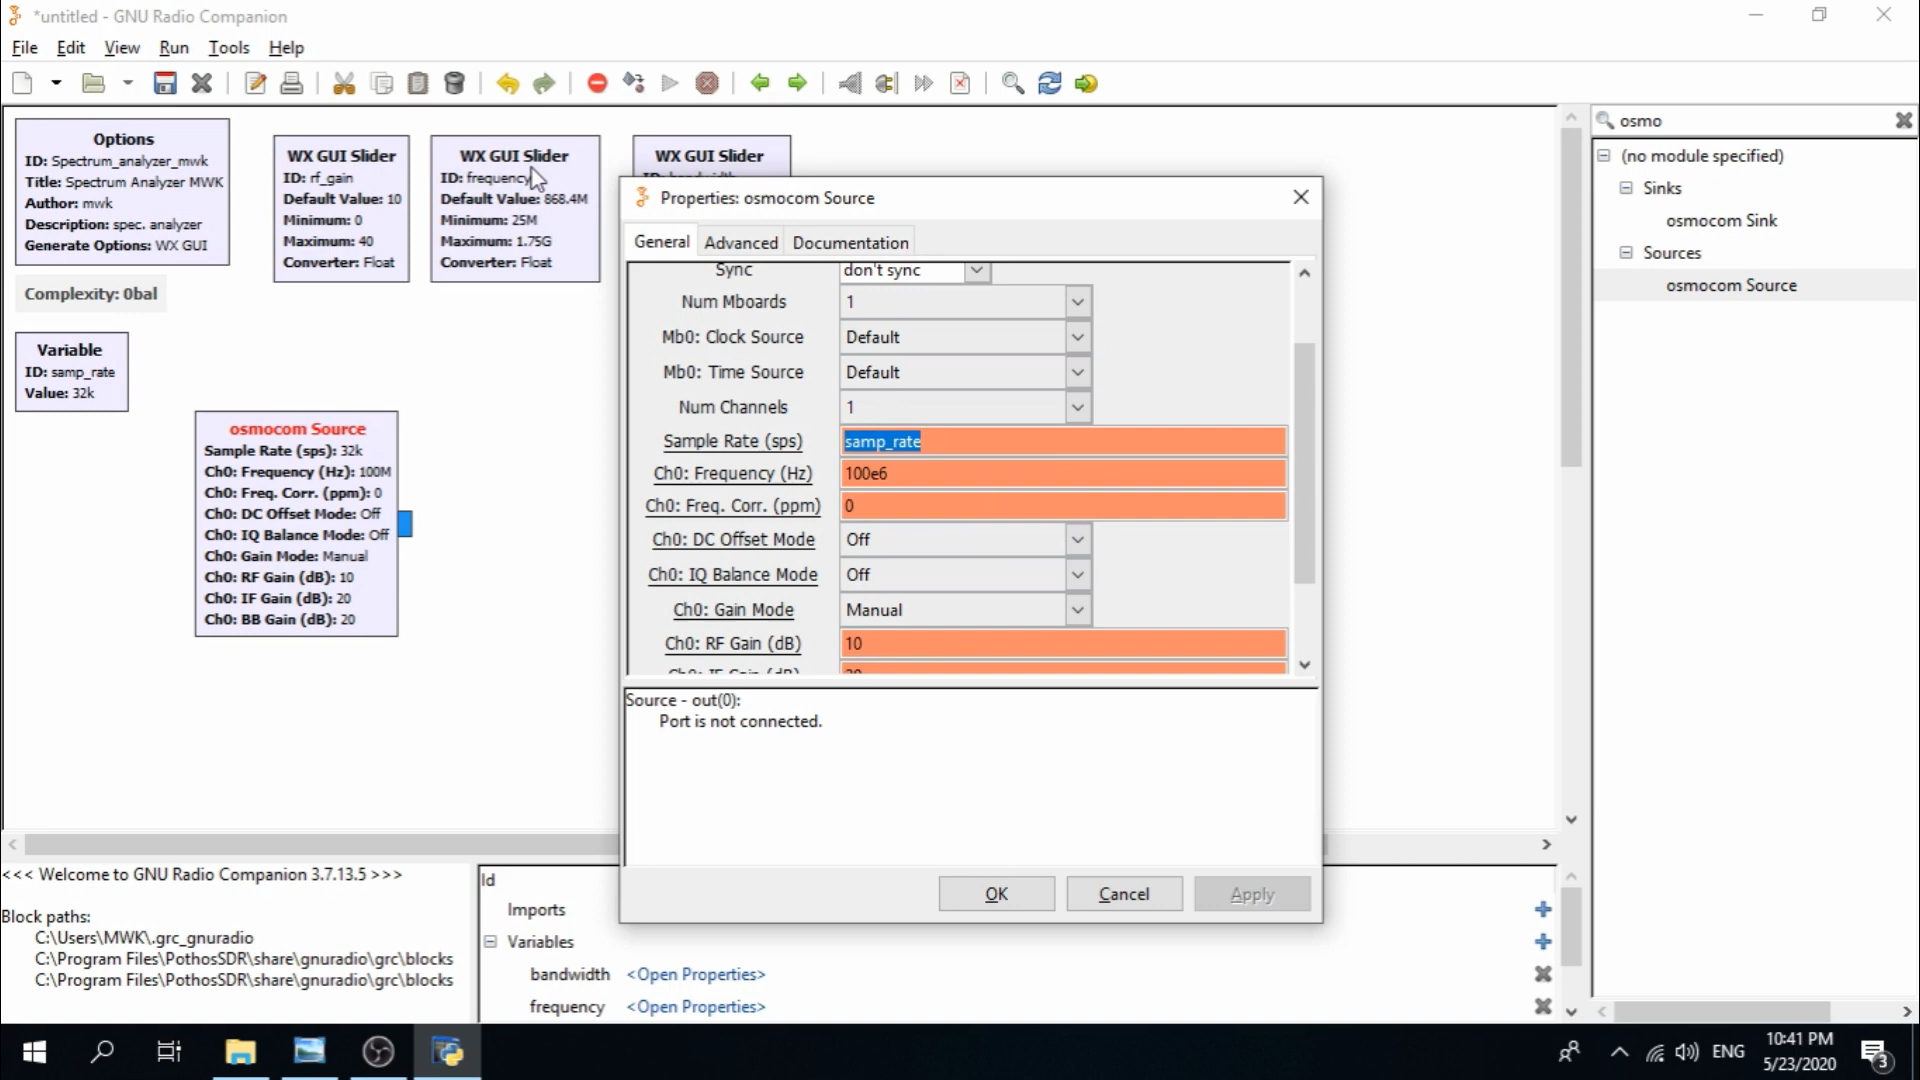 *untitled - GNU Radio Companion
File Edit View Run Tools Help
Options
ID: Spectrum_analyzer_mwk
Title: Spectrum Analyzer MWK
Author: mwk
Description: spec. analyzer
Generate Options: WX GUI
Complexity: 0bal
WX GUI Slider
ID: rf_gain
Default Value: 10
Minimum: 0
Maximum: 40
Converter: Float
WX GUI Slider
ID: frequency
Default Value: 868.4M
Minimum: 25M
Maximum: 1.75G
Converter: Float
WX GUI Slider
Variable
ID: samp_rate
Value: 32k
osmocom Source
Sample Rate (sps): 32k
Ch0: Frequency (Hz): 100M
Ch0: Freq. Corr. (ppm): 0
Ch0: DC Offset Mode: Off
Ch0: IQ Balance Mode: Off
Ch0: Gain Mode: Manual
Ch0: RF Gain (dB): 10
Ch0: IF Gain (dB): 20
Ch0: BB Gain (dB): 20
Properties: osmocom Source
General Advanced Documentation
Sync don't sync
Num Mboards 1
Mb0: Clock Source Default
Mb0: Time Source Default
Num Channels 1
Sample Rate (sps) samp_rate
Ch0: Frequency (Hz) 100e6
Ch0: Freq. Corr. (ppm) 0
Ch0: DC Offset Mode Off
Ch0: IQ Balance Mode Off
Ch0: Gain Mode Manual
Ch0: RF Gain (dB) 10
Source - out(0):
Port is not connected.
OK Cancel Apply
osmo
(no module specified)
Sinks
osmocom Sink
Sources
osmocom Source
<<< Welcome to GNU Radio Companion 3.7.13.5 >>>
Block paths:
C:\Users\MWK\.grc_gnuradio
C:\Program Files\PothosSDR\share\gnuradio\grc\blocks
C:\Program Files\PothosSDR\share\gnuradio\grc\blocks
Id
Imports
Variables
bandwidth <Open Properties>
frequency <Open Properties>
ENG
10:41 PM
5/23/2020
3